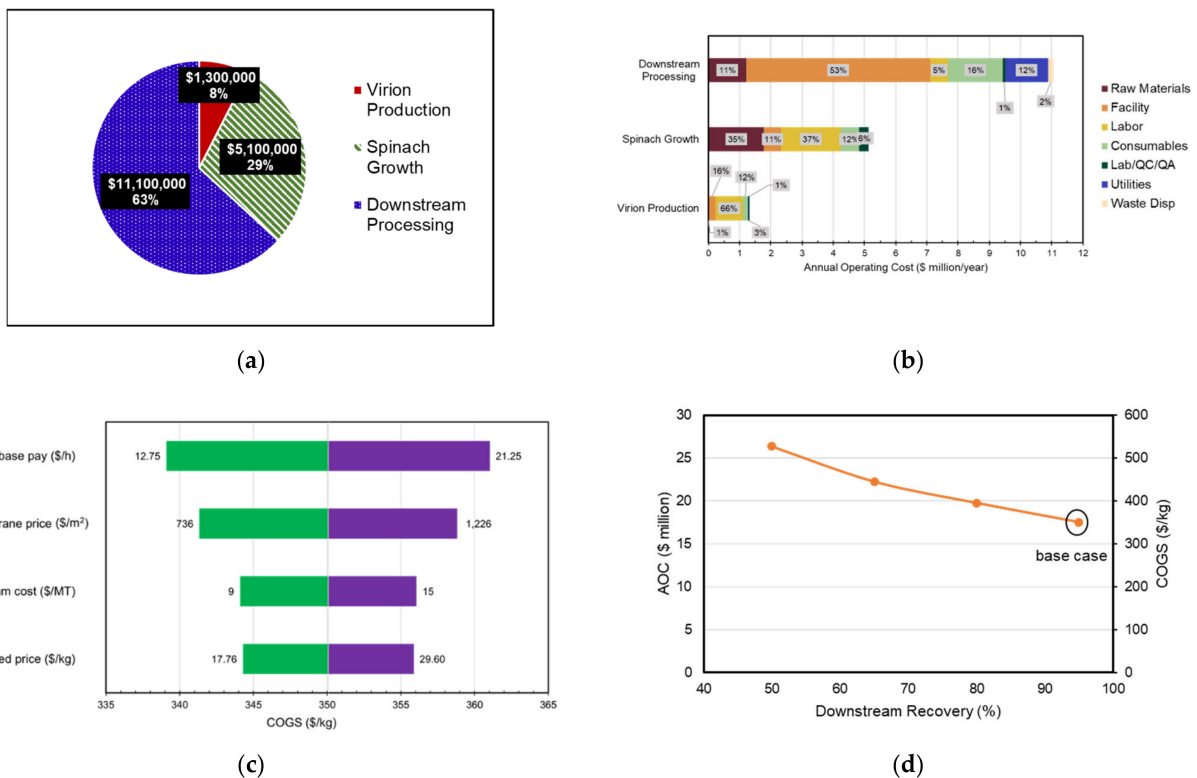 $1,300,000
8%
$5,100,000
29%
$11,100,000
63%
Virion
Production
Spinach
Growth
Downstream
Processing
(a)
Downstream
Processing
11%
53%
5%
16%
12%
1%
2%
Spinach Growth
35%
11%
37%
12%
6%
Virion Production
16%
12%
1%
66%
1%
3%
0 1 2 3 4 5 6 7 8 9 10 11 12
Annual Operating Cost ($ million/year)
Raw Materials
Facility
Labor
Consumables
Lab/QC/QA
Utilities
Waste Disp
(b)
base pay ($/h)
12.75
21.25
rane price ($/m²)
736
1,226
am cost ($/MT)
9
15
ed price ($/kg)
17.76
29.60
335 340 345 350 355 360 365
COGS ($/kg)
(c)
AOC ($ million)
30
25
20
15
10
5
0
COGS ($/kg)
600
500
400
300
200
100
0
base case
40 50 60 70 80 90 100
Downstream Recovery (%)
(d)